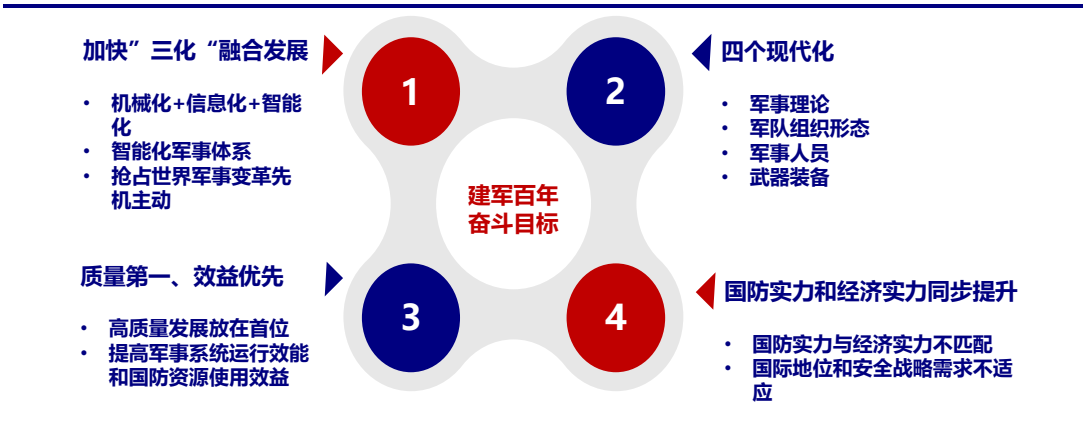 加快”三化“融合发展
• 机械化+信息化+智能
化
• 智能化军事体系
• 抢占世界军事变革先
机主动
1
2
四个现代化
• 军事理论
• 军队组织形态
• 军事人员
• 武器装备
建军百年
奋斗目标
质量第一、效益优先
• 高质量发展放在首位
• 提高军事系统运行效能
和国防资源使用效益
3
4
国防实力和经济实力同步提升
• 国防实力与经济实力不匹配
• 国际地位和安全战略需求不适
应